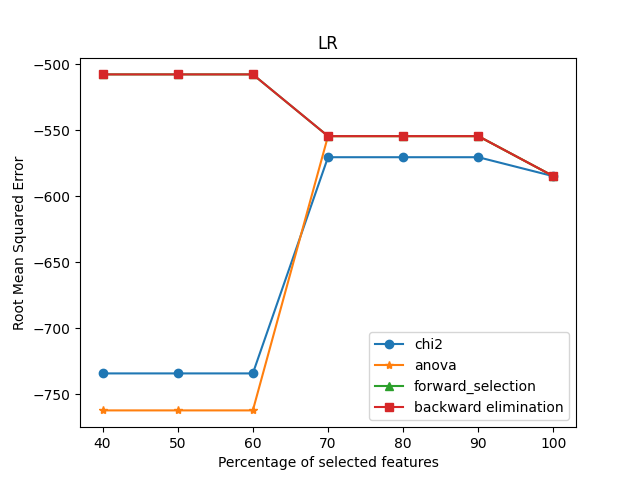 LR
Root Mean Squared Error
−500
−550
−600
−650
−700
−750
40 50 60 70 80 90 100
Percentage of selected features
chi2
anova
forward_selection
backward elimination